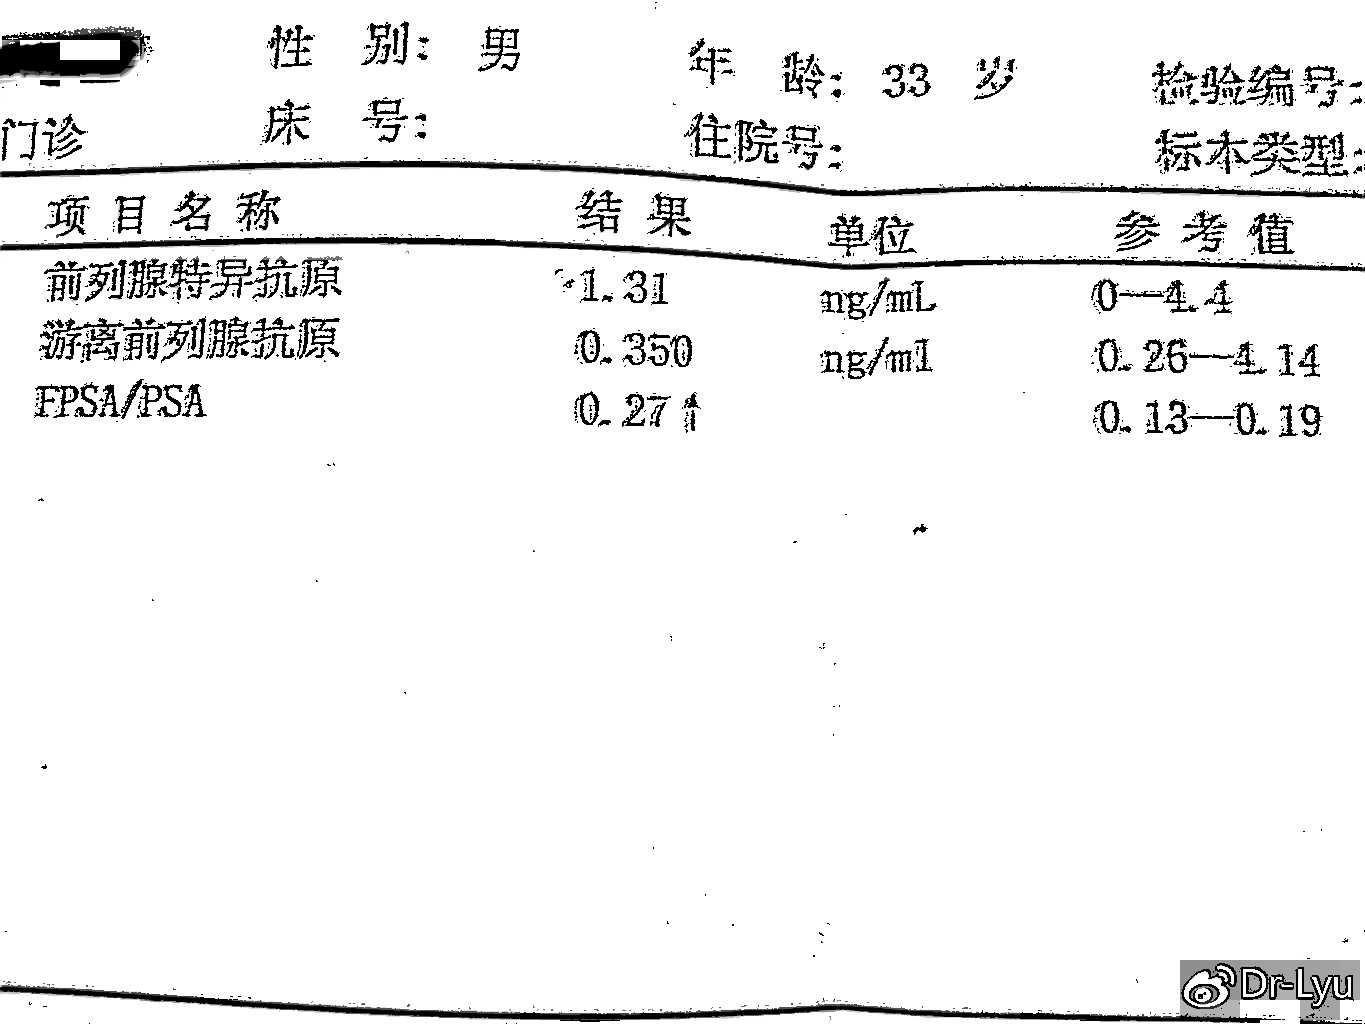 性 别: 男 年 龄: 33 岁 检验编号:
门诊 床 号: 住院号: 标本类型:
项 目 名 称 结 果 单位 参 考 值
前列腺特异抗原 1.31 ng/mL 0—4.4
游离前列腺抗原 0.350 ng/ml 0.26—4.14
FPSA/PSA 0.27↑ 0.13—0.19
Dr-Lyu